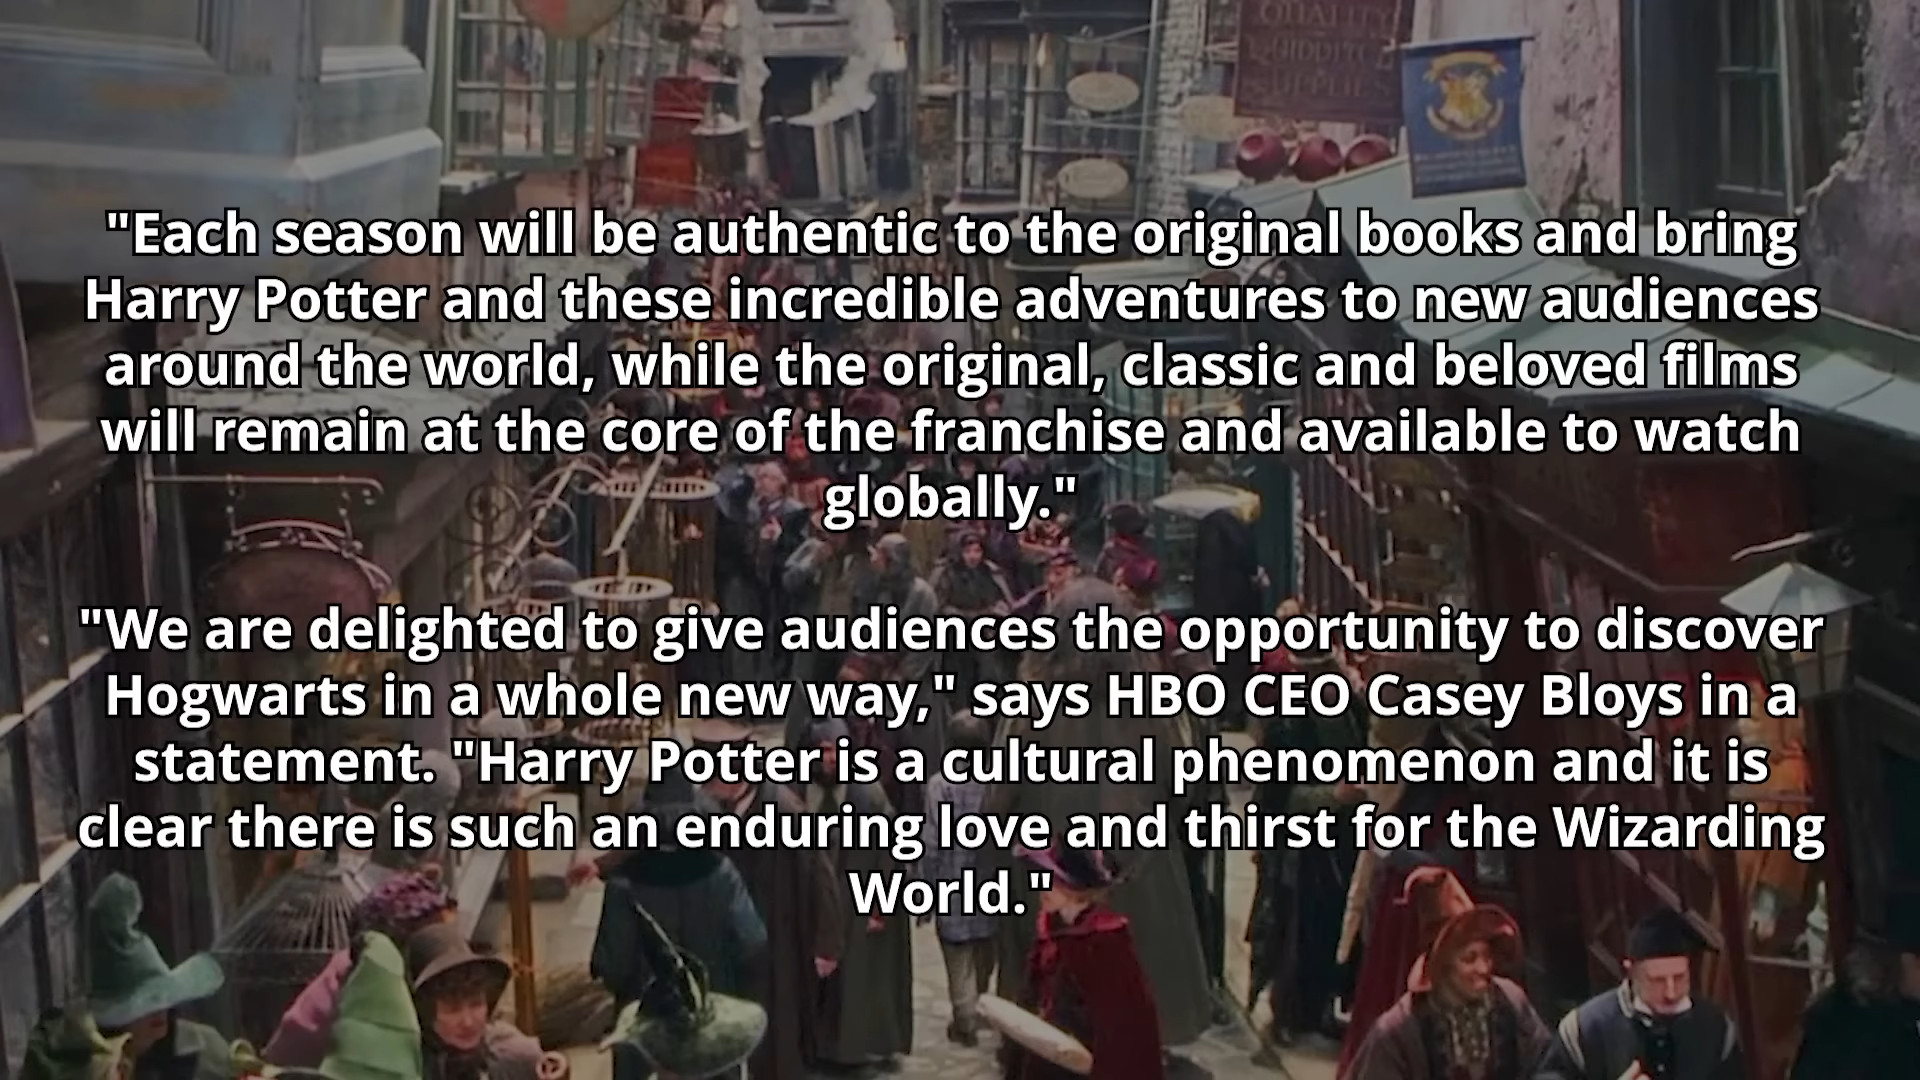 QUALITY
QUIDDITCH
SUPPLIES
"Each season will be authentic to the original books and bring
Harry Potter and these incredible adventures to new audiences
around the world, while the original, classic and beloved films
will remain at the core of the franchise and available to watch
globally."
"We are delighted to give audiences the opportunity to discover
Hogwarts in a whole new way," says HBO CEO Casey Bloys in a
statement. "Harry Potter is a cultural phenomenon and it is
clear there is such an enduring love and thirst for the Wizarding
World."